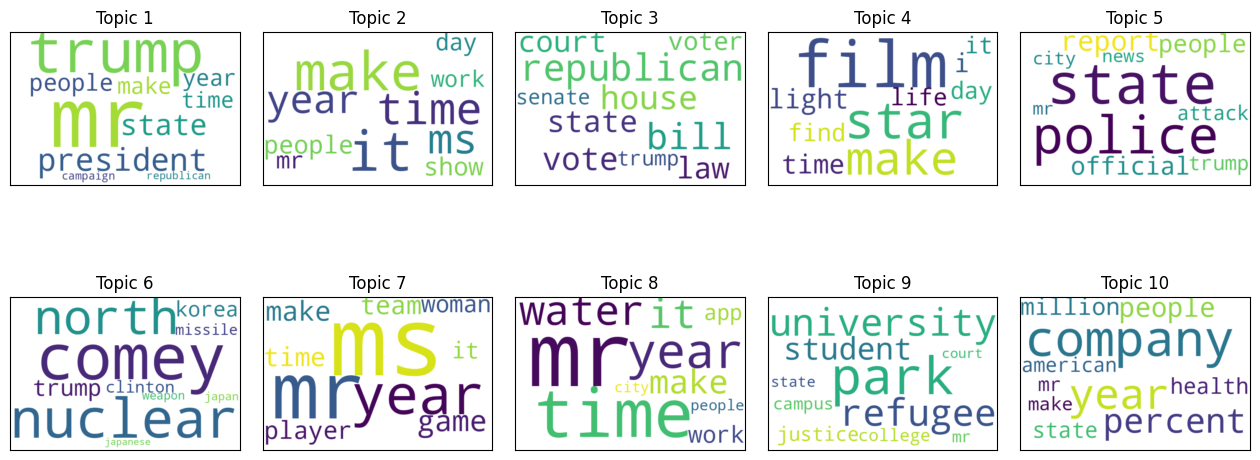 Topic 1
trump
people make year
time
mr
state
president
campaign republican
Topic 2
day
make work
year time
it ms
people
mr show
Topic 3
court voter
republican
senate house
state bill
vote trump law
Topic 4
film it
i
light life day
find star
time make
Topic 5
report people
city news
state
mr attack
police
official trump
Topic 6
north korea
missile
comey
trump clinton
weapon japan
nuclear
japanese
Topic 7
make team woman
ms
time it
mr year
player game
Topic 8
water it app
mr year
city make
time people
work
Topic 9
university
student court
state park
campus refugee
justice college mr
Topic 10
million people
company
american
mr year health
make
state percent